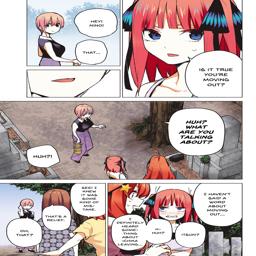 HEY!
NINO!
THAT...
IS IT TRUE
YOU'RE
MOVING
OUT?
HUH?
WHAT
ARE YOU
TALKING
ABOUT?
HUH?!
I HAVEN'T
SAID A
WORD
ABOUT
MOVING
OUT...
ITSUKI?
H-
HUH?
I
DEFINITELY
HEARD
SOME-
THING
ABOUT
LEAVING...
SEE! I
KNEW IT
WAS
SOME
KIND OF
MIS-
TAKE.
THAT'S A
RELIEF.
OH,
THAT?